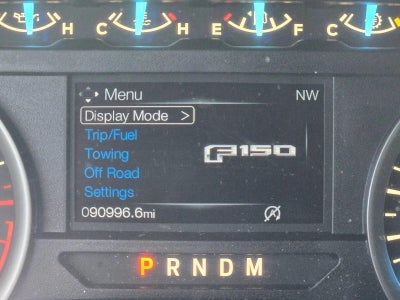 H C H E F C
Menu NW
Display Mode >
Trip/Fuel
Towing
F150
Off Road
Settings
090996.6mi
P R N D M